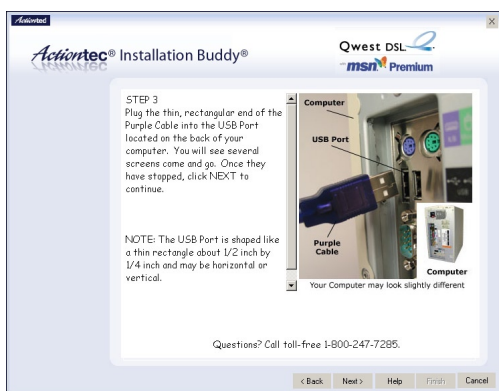 Actiontec
Actiontec® Installation Buddy®
Qwest DSL
msn Premium
STEP 3
Plug the thin, rectangular end of the
Purple Cable into the USB Port
located on the back of your
computer. You will see several
screens come and go. Once they
have stopped, click NEXT to
continue.
NOTE: The USB Port is shaped like
a thin rectangle about 1/2 inch by
1/4 inch and may be horizontal or
vertical.
Computer
USB Port
Purple
Cable
Computer
Your Computer may look slightly different
Questions? Call toll-free 1-800-247-7285.
< Back
Next >
Help
Finish
Cancel